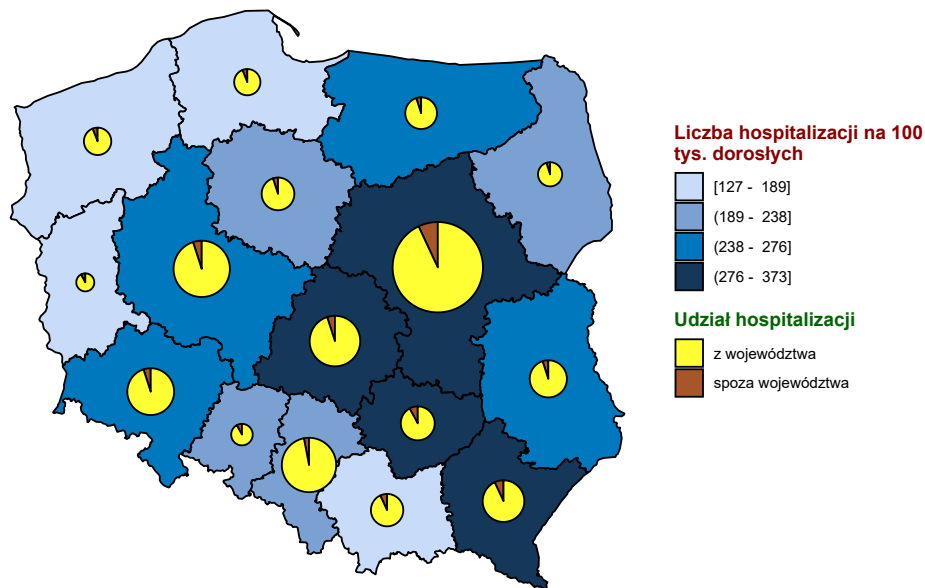 Liczba hospitalizacji na 100
tys. dorosłych
[127 - 189]
(189 - 238]
(238 - 276]
(276 - 373]
Udział hospitalizacji
z województwa
spoza województwa